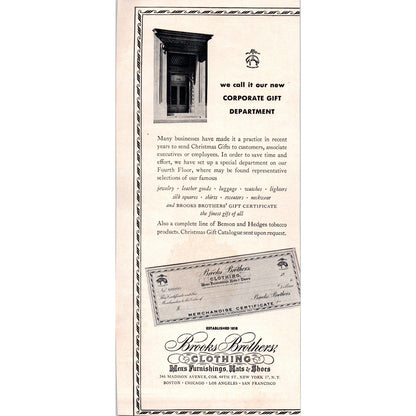 we call it our new
CORPORATE GIFT
DEPARTMENT
Many businesses have made it a practice in recent
years to send Christmas Gifts to customers, associate
executives or employees. In order to save time and
effort, we have set up a special department on our
Fourth Floor, where may be found representative
selections of our famous
jewelry · leather goods · luggage · watches · lighters
silk squares · shirts · sweaters · neckwear
and BROOKS BROTHERS' GIFT CERTIFICATE
the finest gift of all
Also a complete line of Benson and Hedges tobacco
products. Christmas Gift Catalogue sent upon request.
Brooks Brothers
CLOTHING
Mens Furnishings, Hats & Shoes
Brooks Brothers
MERCHANDISE CERTIFICATE
ESTABLISHED 1818
Brooks Brothers,
CLOTHING
Mens Furnishings, Hats & Shoes
346 MADISON AVENUE, COR. 44TH ST., NEW YORK 17, N.Y.
BOSTON · CHICAGO · LOS ANGELES · SAN FRANCISCO